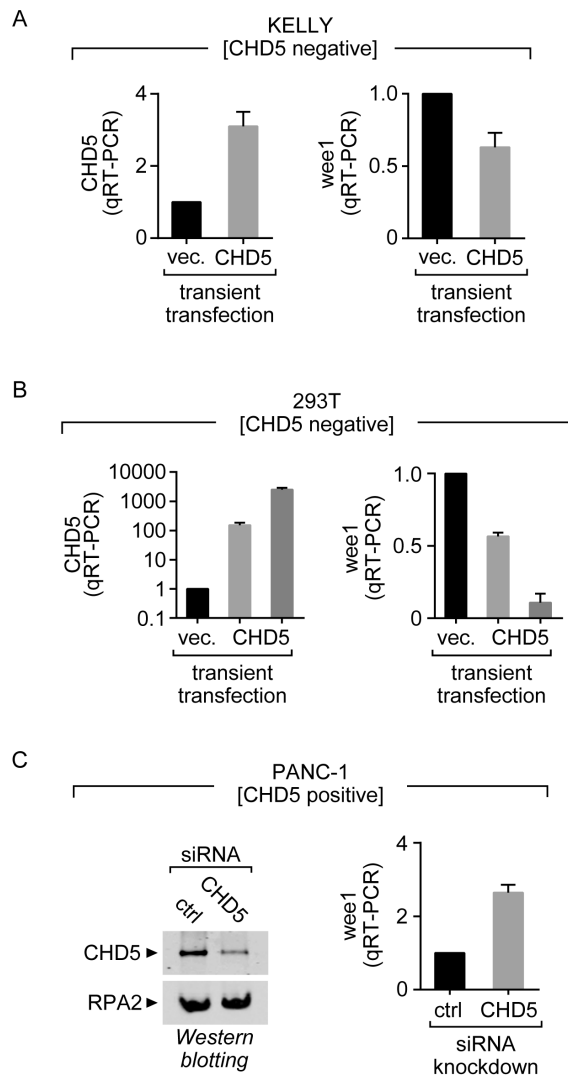 A
KELLY
[CHD5 negative]
CHD5
(qRT-PCR)
4
2
0
vec. CHD5
transient
transfection
wee1
(qRT-PCR)
1.0
0.5
0
vec. CHD5
transient
transfection
B
293T
[CHD5 negative]
CHD5
(qRT-PCR)
10000
1000
100
10
1
0.1
vec. CHD5
transient
transfection
wee1
(qRT-PCR)
1.0
0.5
0
vec. CHD5
transient
transfection
C
PANC-1
[CHD5 positive]
siRNA
ctrl CHD5
CHD5
RPA2
Western
blotting
wee1
(qRT-PCR)
4
2
0
ctrl CHD5
siRNA
knockdown